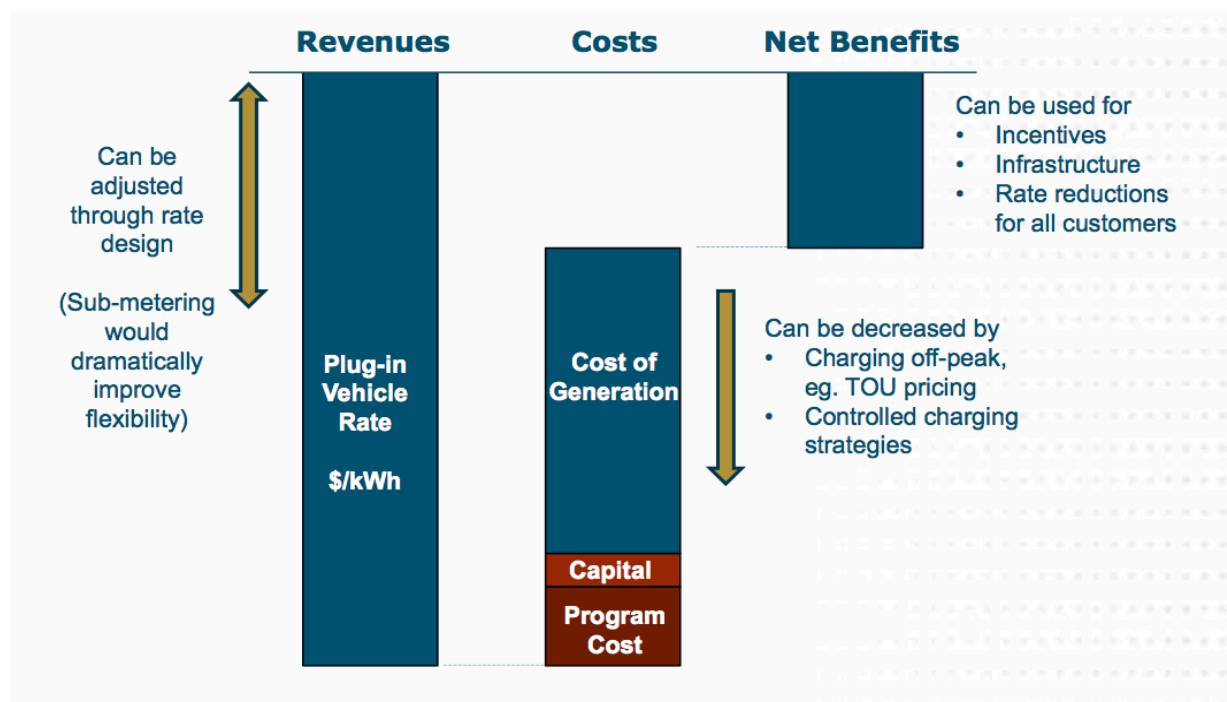 Revenues
Costs
Net Benefits
Can be
adjusted
through rate
design
(Sub-metering
would
dramatically
improve
flexibility)
Plug-in
Vehicle
Rate
$/kWh
Cost of
Generation
Capital
Program
Cost
Can be used for
• Incentives
• Infrastructure
• Rate reductions
for all customers
Can be decreased by
• Charging off-peak,
eg. TOU pricing
• Controlled charging
strategies